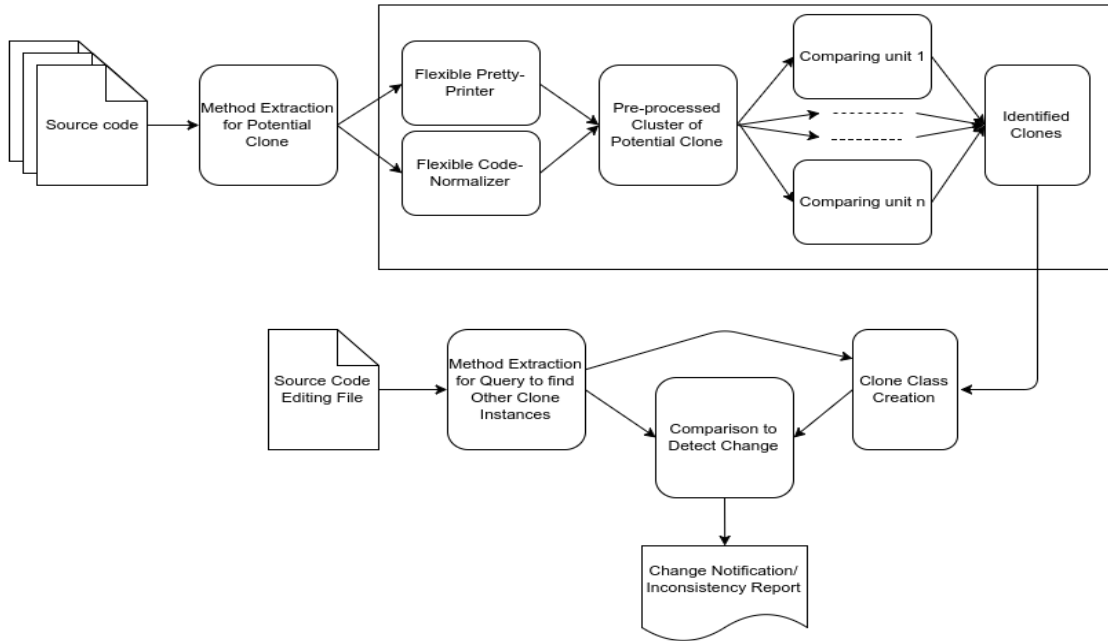 Source code
Method Extraction
for Potential
Clone
Flexible Pretty-
Printer
Flexible Code-
Normalizer
Pre-processed
Cluster of
Potential Clone
Comparing unit 1
Comparing unit n
Identified
Clones
Source Code
Editing File
Method Extraction
for Query to find
Other Clone
Instances
Comparison to
Detect Change
Clone Class
Creation
Change Notification/
Inconsistency Report